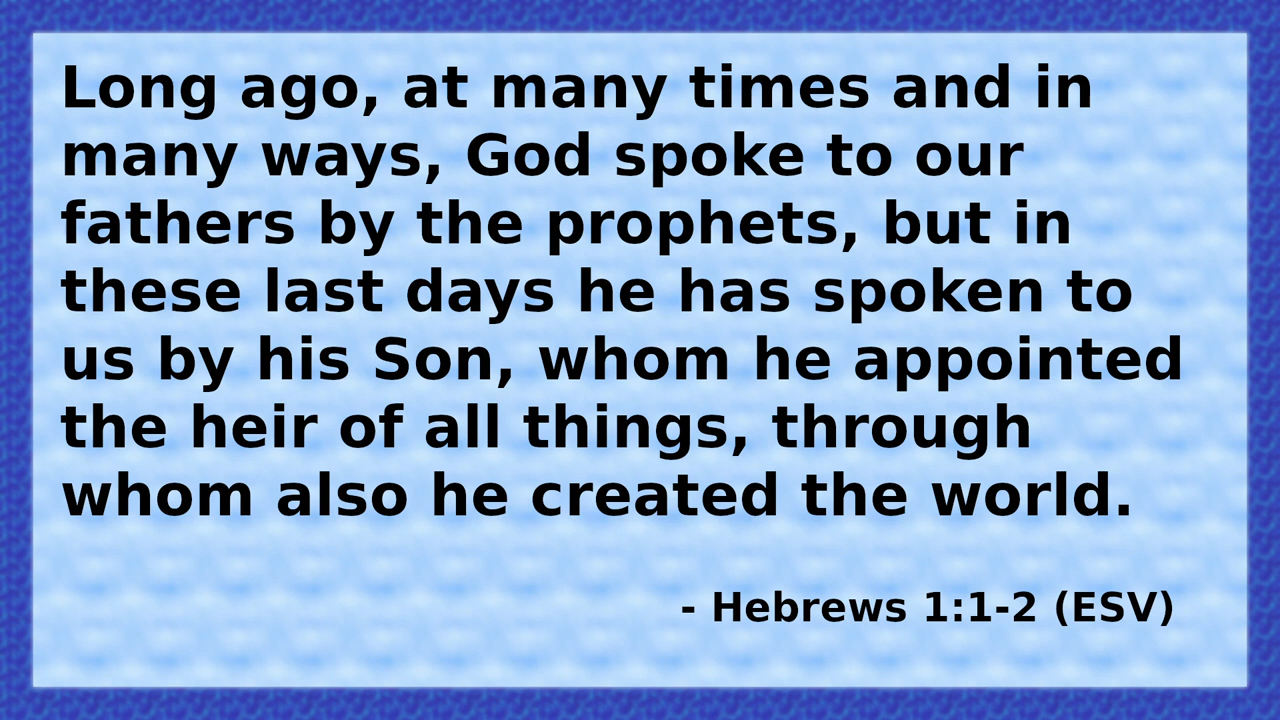 Long ago, at many times and in
many ways, God spoke to our
fathers by the prophets, but in
these last days he has spoken to
us by his Son, whom he appointed
the heir of all things, through
whom also he created the world.
- Hebrews 1:1-2 (ESV)